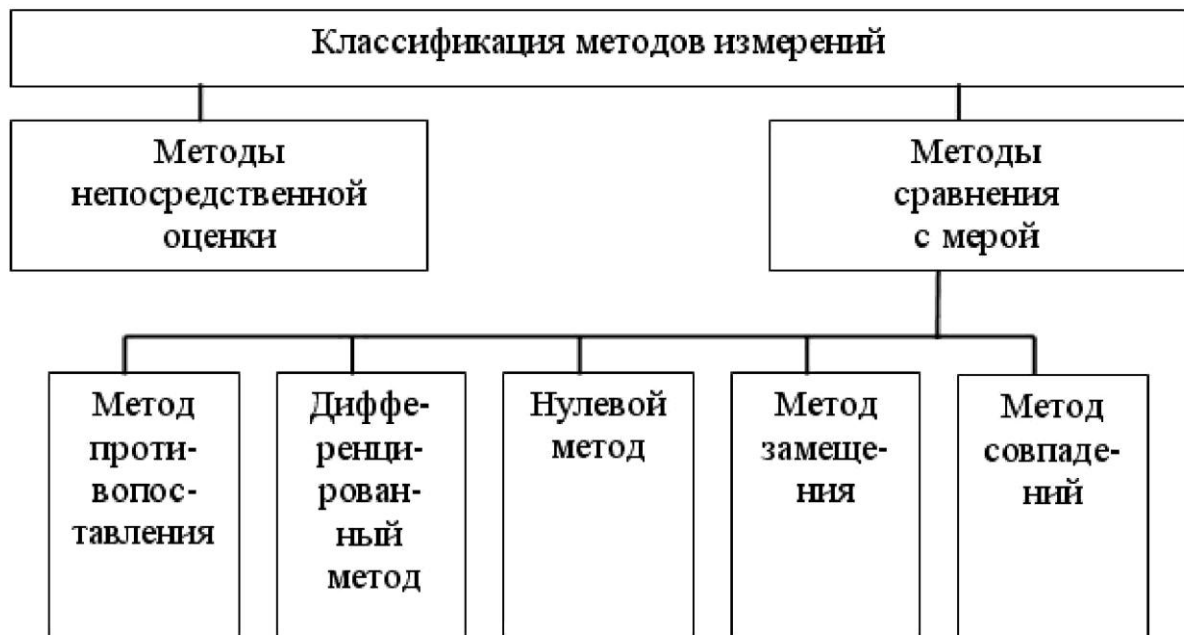 Классификация методов измерений
Методы
непосредственной
оценки
Методы
сравнения
с мерой
Метод
проти-
вопос-
тавления
Диффе-
ренци-
рован-
ный
метод
Нулевой
метод
Метод
замеще-
ния
Метод
совпаде-
ний